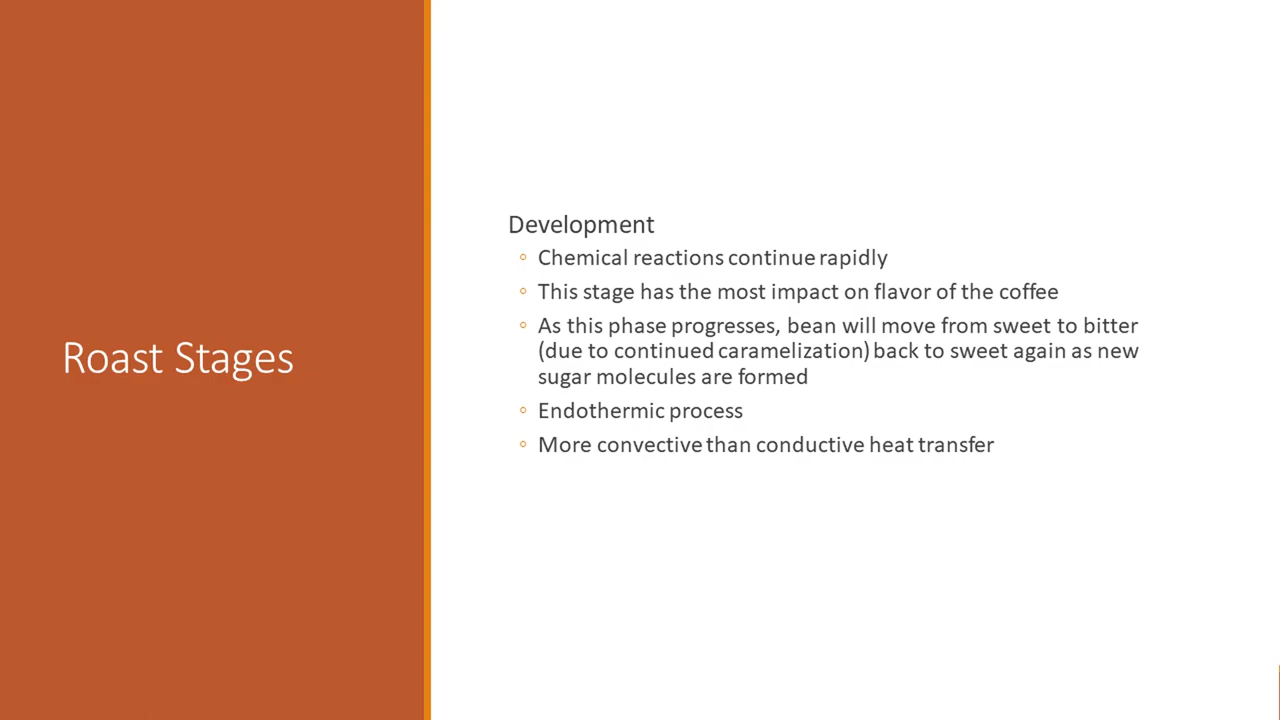 Roast Stages
Development
◦ Chemical reactions continue rapidly
◦ This stage has the most impact on flavor of the coffee
◦ As this phase progresses, bean will move from sweet to bitter
(due to continued caramelization) back to sweet again as new
sugar molecules are formed
◦ Endothermic process
◦ More convective than conductive heat transfer